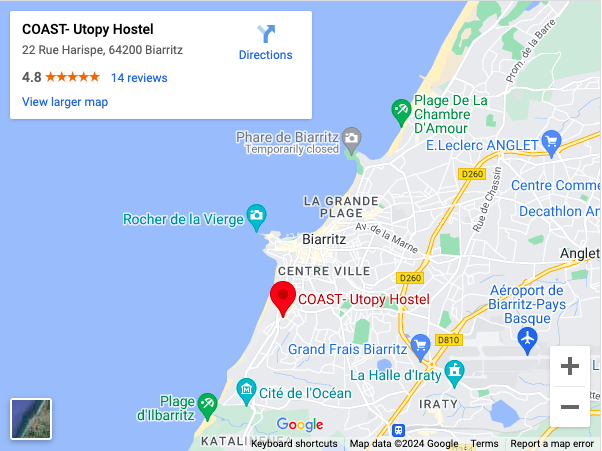 COAST- Utopy Hostel
22 Rue Harispe, 64200 Biarritz
4.8
14 reviews
View larger map
Directions
Prom. de la Barre
Plage De La
Chambre
D'Amour
Phare de Biarritz
Temporarily closed
E.Leclerc ANGLET
D260
Rue de Chassin
Centre Comme
Decathlon An
LA GRANDE
PLAGE
Rocher de la Vierge
Av. de la Marne
Biarritz
Anglet
CENTRE VILLE
D260
COAST- Utopy Hostel
Aéroport de
Biarritz-Pays
Basque
D810
Grand Frais Biarritz
La Halle d'Iraty
Cité de l'Océan
Plage
d'Ilbarritz
IRATY
Google
Keyboard shortcuts
Map data ©2024 Google
Terms
Report a map error